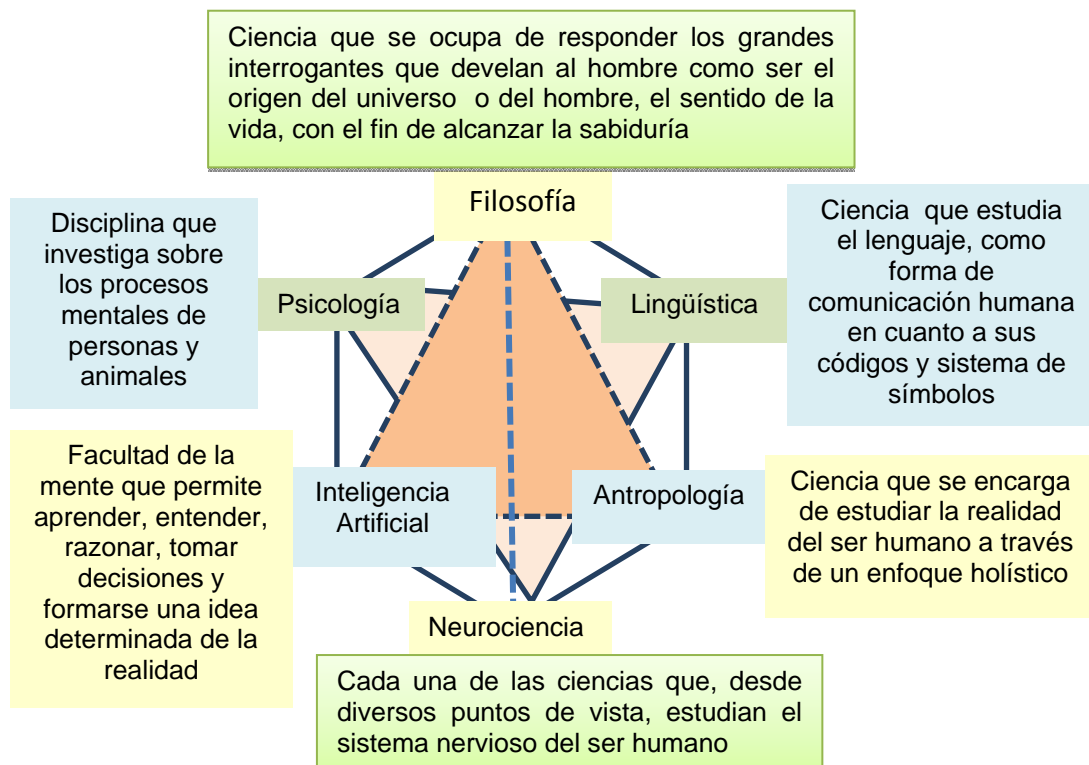 Ciencia que se ocupa de responder los grandes
interrogantes que develan al hombre como ser el
origen del universo o del hombre, el sentido de la
vida, con el fin de alcanzar la sabiduría
Filosofía
Disciplina que
investiga sobre
los procesos
mentales de
personas y
animales
Psicología
Lingüística
Ciencia que estudia
el lenguaje, como
forma de
comunicación humana
en cuanto a sus
códigos y sistema de
símbolos
Facultad de la
mente que permite
aprender, entender,
razonar, tomar
decisiones y
formarse una idea
determinada de la
realidad
Inteligencia
Artificial
Antropología
Ciencia que se encarga
de estudiar la realidad
del ser humano a través
de un enfoque holístico
Neurociencia
Cada una de las ciencias que, desde
diversos puntos de vista, estudian el
sistema nervioso del ser humano